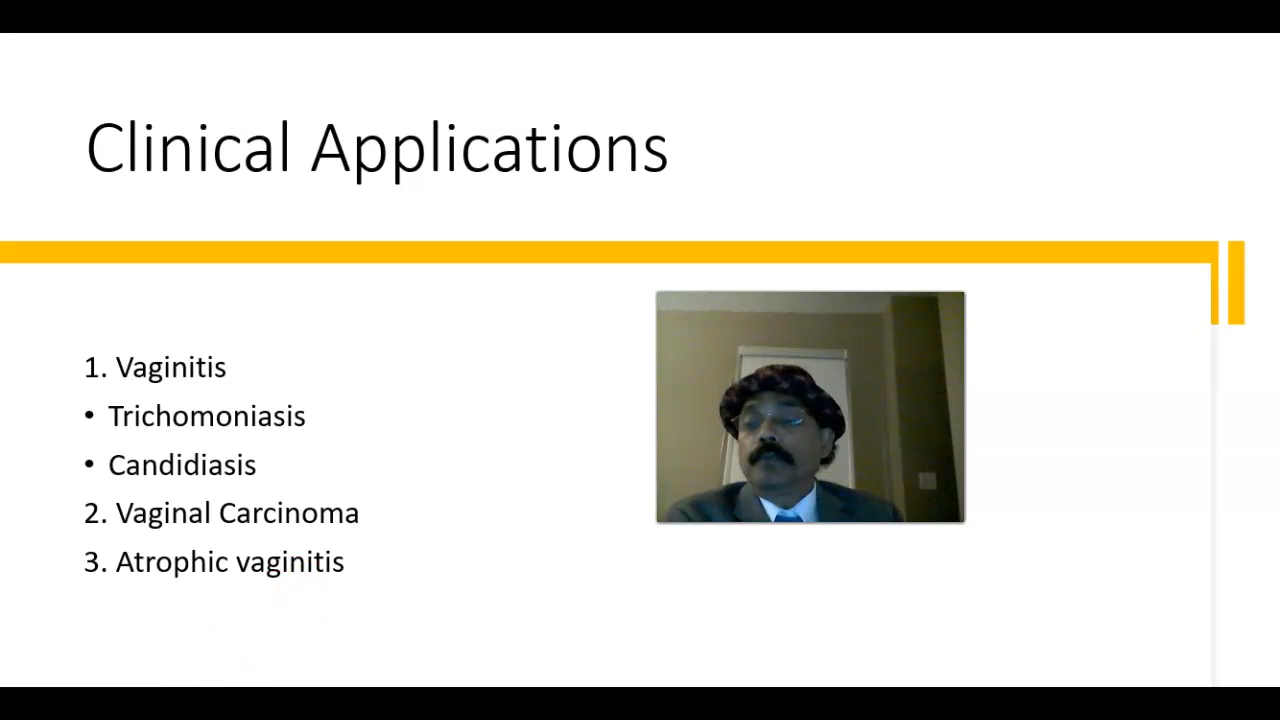 Clinical Applications
1. Vaginitis
• Trichomoniasis
• Candidiasis
2. Vaginal Carcinoma
3. Atrophic vaginitis